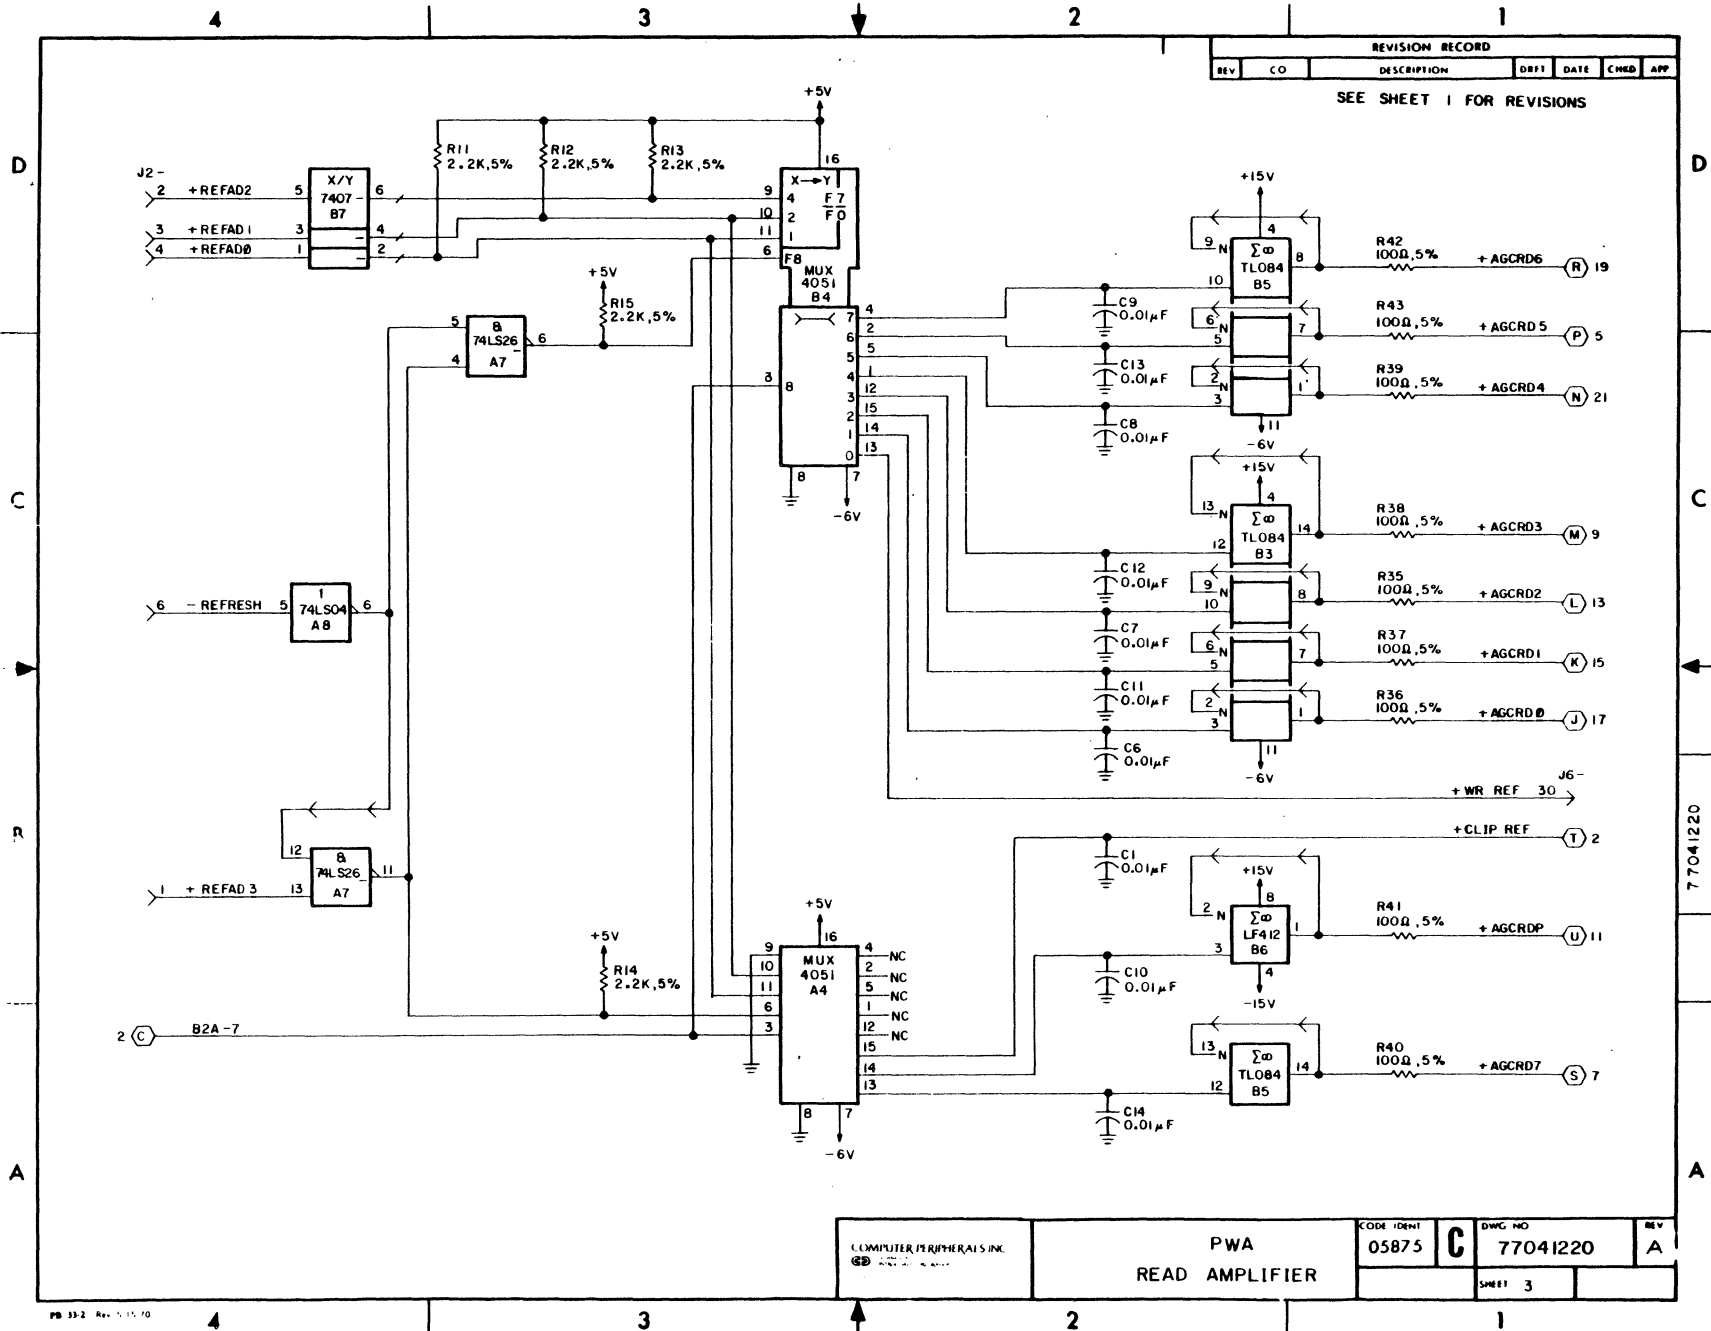 4 3 2 1
REVISION RECORD
REV CO DESCRIPTION DRFT DATE CHKD APP
SEE SHEET 1 FOR REVISIONS
D
D
+5V
R11
2.2K,5%
R12
2.2K,5%
R13
2.2K,5%
16
J2-
2 +REFAD2 5
3 +REFAD1 3
4 +REFADØ 1
X/Y
7407
B7
6
4
2
X→Y
F7
F0
9 4
10 2
11 1
6 F8
MUX
4051
B4
+5V
R15
2.2K,5%
5
4
&
74LS26
A7
6
3 8
4 7
2 6
5 5
1 4
12 3
15 2
14 1
13 0
8
7
-6V
C9
0.01µF
C13
0.01µF
C8
0.01µF
+15V
4
9 N
10
Σ∞
TL084
B5
8
R42
100Ω,5%
+AGCRD6
R 19
6 N
5
7
R43
100Ω,5%
+AGCRD5
P 5
2 N
3
1
R39
100Ω,5%
+AGCRD4
N 21
11
-6V
C
C
+15V
4
13 N
12
Σ∞
TL084
B3
14
R38
100Ω,5%
+AGCRD3
M 9
C12
0.01µF
9 N
10
8
R35
100Ω,5%
+AGCRD2
L 13
C7
0.01µF
6 N
5
7
R37
100Ω,5%
+AGCRD1
K 15
C11
0.01µF
2 N
3
1
R36
100Ω,5%
+AGCRDØ
J 17
C6
0.01µF
11
-6V
6 -REFRESH 5
1
74LS04
A8
6
J6-
+WR REF 30
+CLIP REF
T 2
B
77041220
12
1 +REFAD3 13
&
74LS26
A7
11
C1
0.01µF
+15V
8
2 N
3
Σ∞
LF412
B6
1
4
-15V
R41
100Ω,5%
+AGCRDP
U 11
C10
0.01µF
+5V
R14
2.2K,5%
+5V
16
9
10
11
6
3
MUX
4051
A4
4 NC
2 NC
5 NC
1 NC
12 NC
15
14
13
2 C B2A-7
8
7
-6V
13 N
12
Σ∞
TL084
B5
14
R40
100Ω,5%
+AGCRD7
S 7
C14
0.01µF
A
A
COMPUTER PERIPHERALS INC
PWA
READ AMPLIFIER
CODE IDENT
05875
C
DWG NO
77041220
REV
A
SHEET 3
PB 33-2 Rev
4 3 2 1